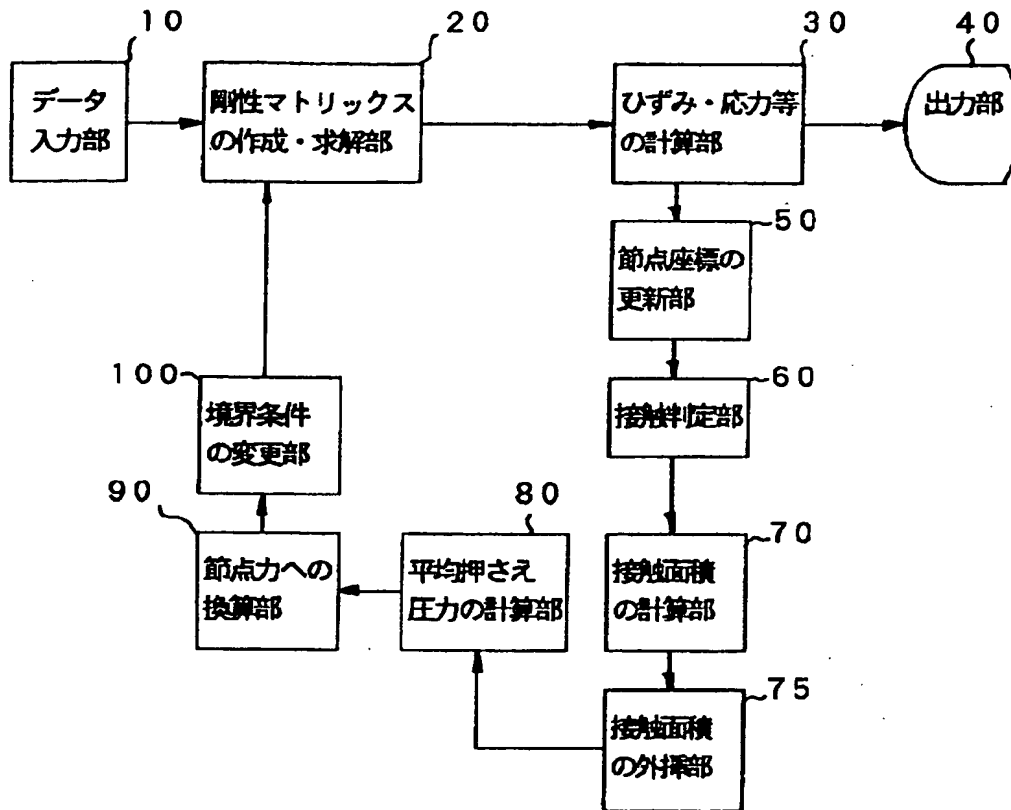 10
データ
入力部
20
剛性マトリックス
の作成・求解部
30
ひずみ・応力等
の計算部
40
出力部
50
節点座標の
更新部
60
接触判定部
70
接触面積
の計算部
75
接触面積
の外挿部
80
平均押さえ
圧力の計算部
90
節点力への
換算部
100
境界条件
の変更部